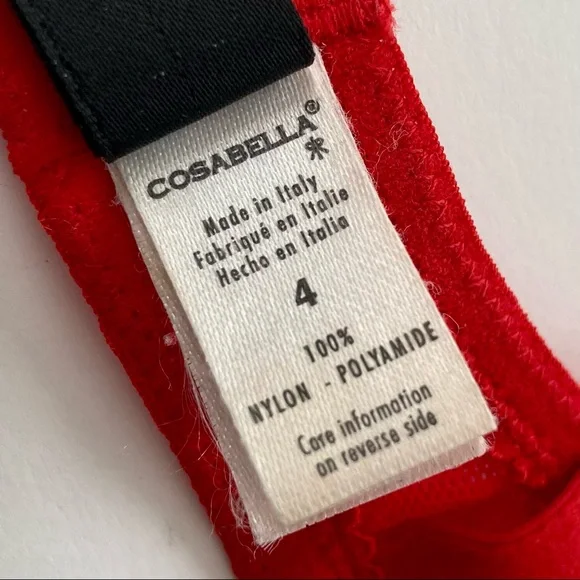 COSABELLA®
Made in Italy
Fabriqué en Italie
Hecho en Italia
4
100%
NYLON - POLYAMIDE
Care information
on reverse side